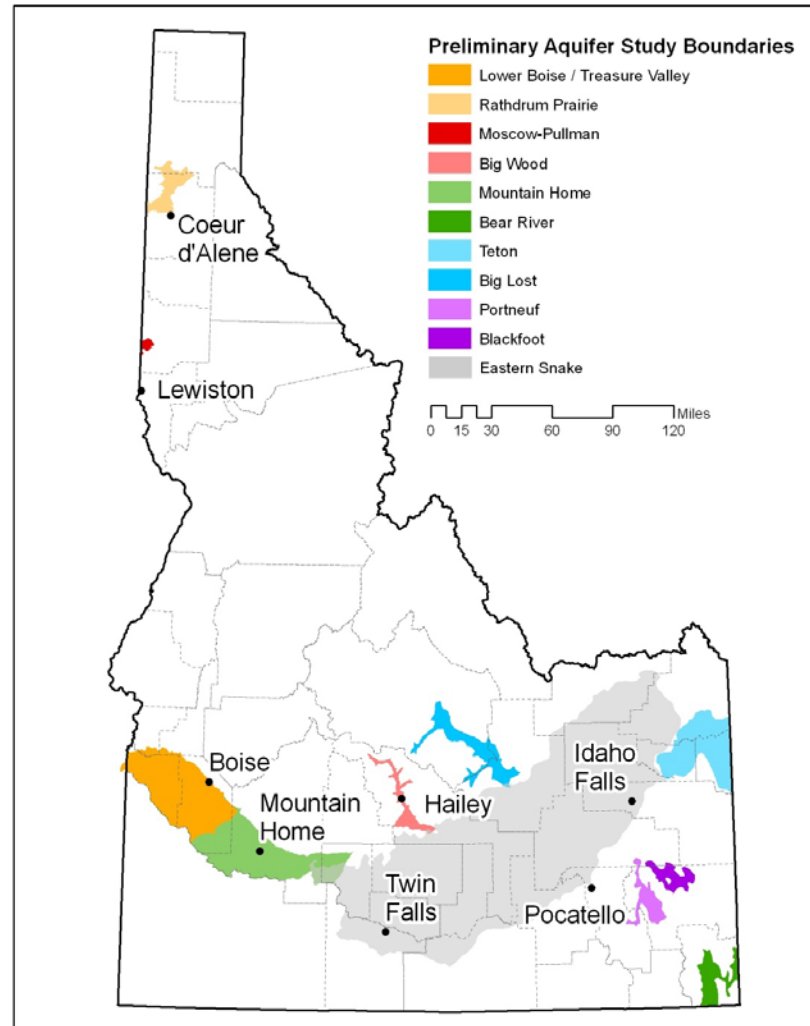 Preliminary Aquifer Study Boundaries
Lower Boise / Treasure Valley
Rathdrum Prairie
Moscow-Pullman
Big Wood
Mountain Home
Bear River
Teton
Big Lost
Portneuf
Blackfoot
Eastern Snake
Miles
0 15 30 60 90 120
Coeur
d'Alene
Lewiston
Boise
Mountain
Home
Hailey
Idaho
Falls
Twin
Falls
Pocatello